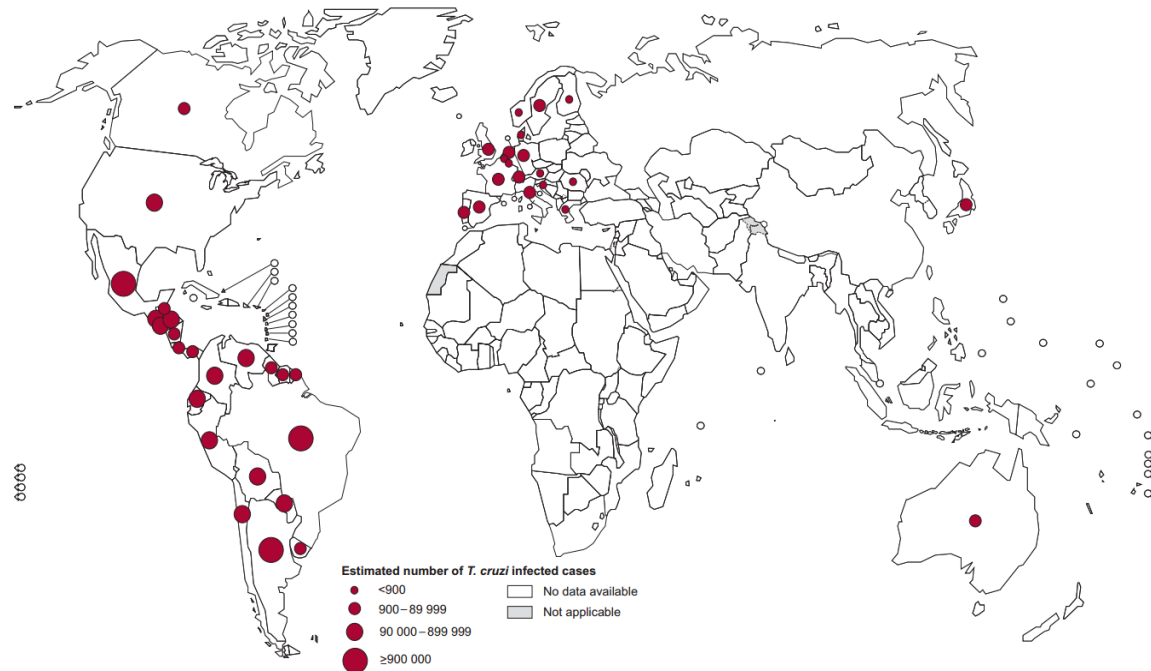 Estimated number of T. cruzi infected cases
<900
900–89 999
90 000–899 999
≥900 000
No data available
Not applicable